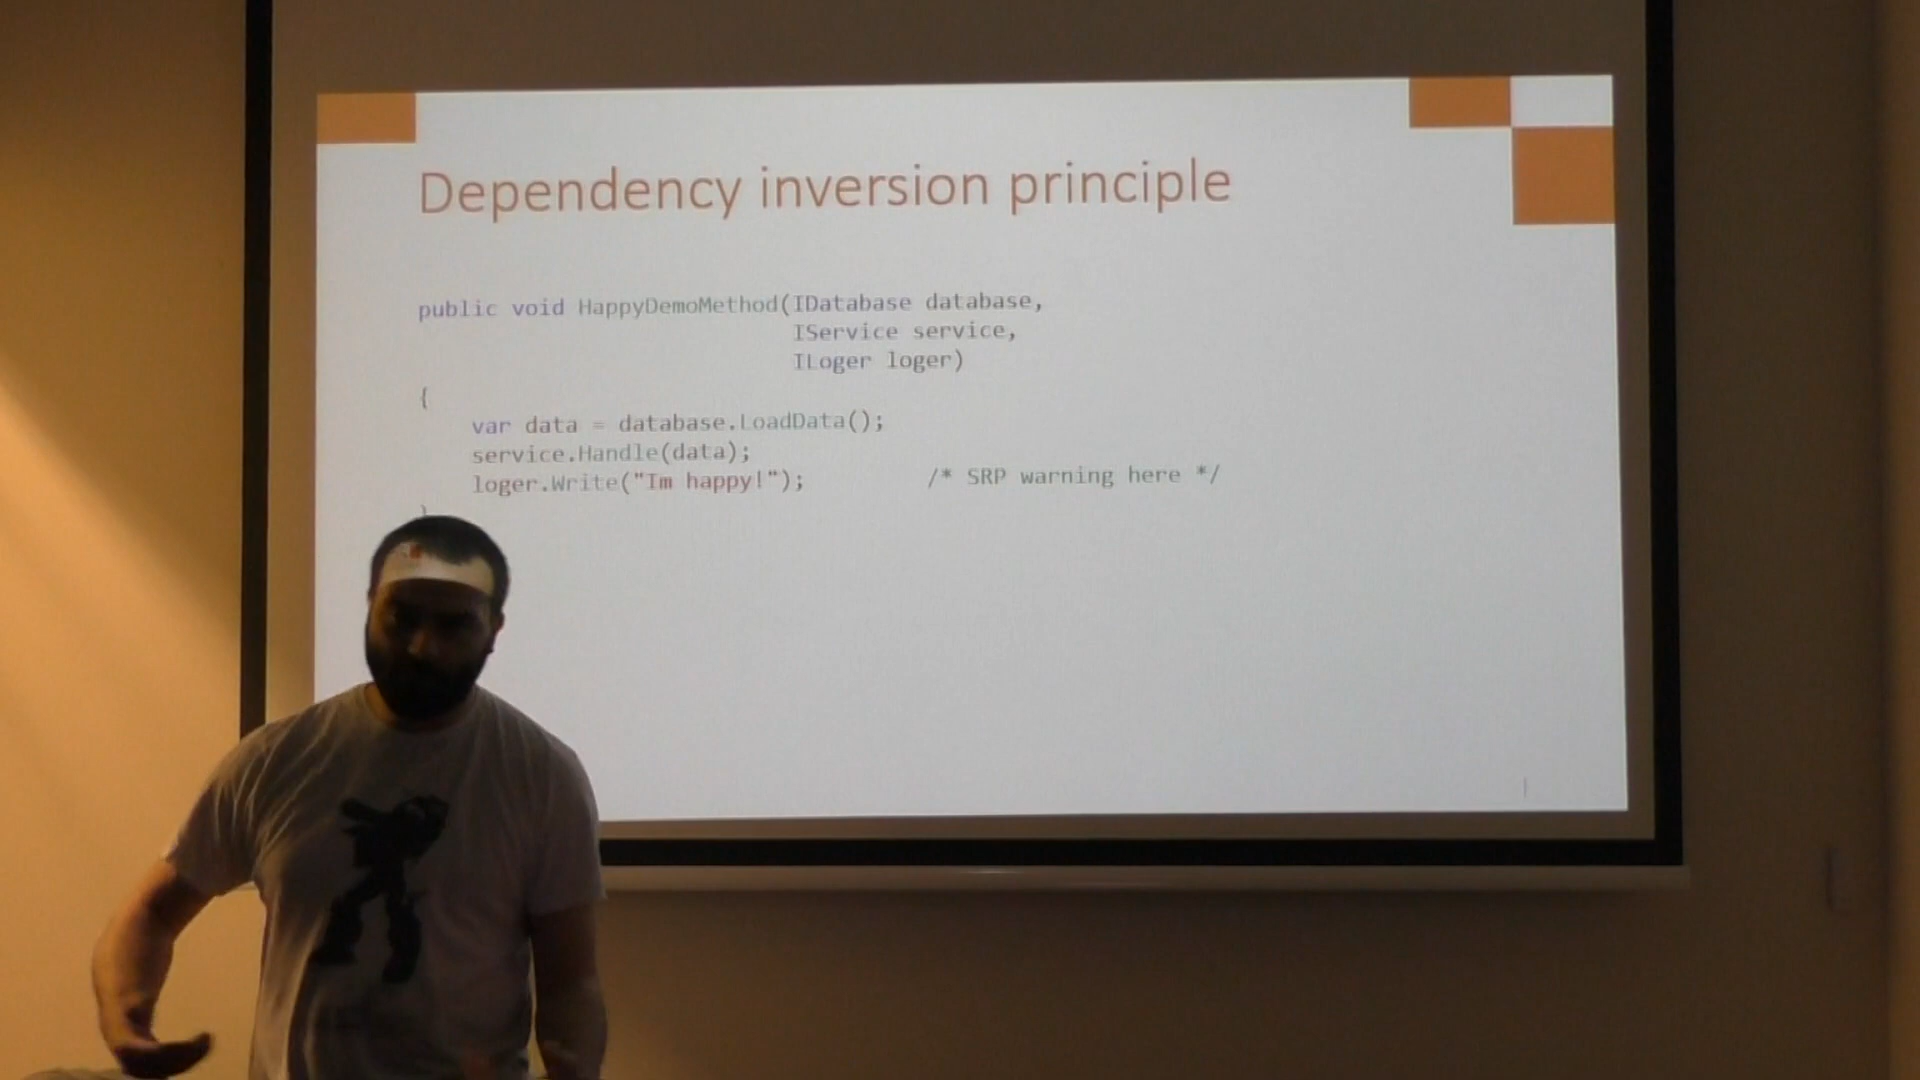 Dependency inversion principle
public void HappyDemoMethod(IDatabase database,
IService service,
ILoger loger)
{
var data = database.LoadData();
service.Handle(data);
loger.Write("Im happy!"); /* SRP warning here */
}